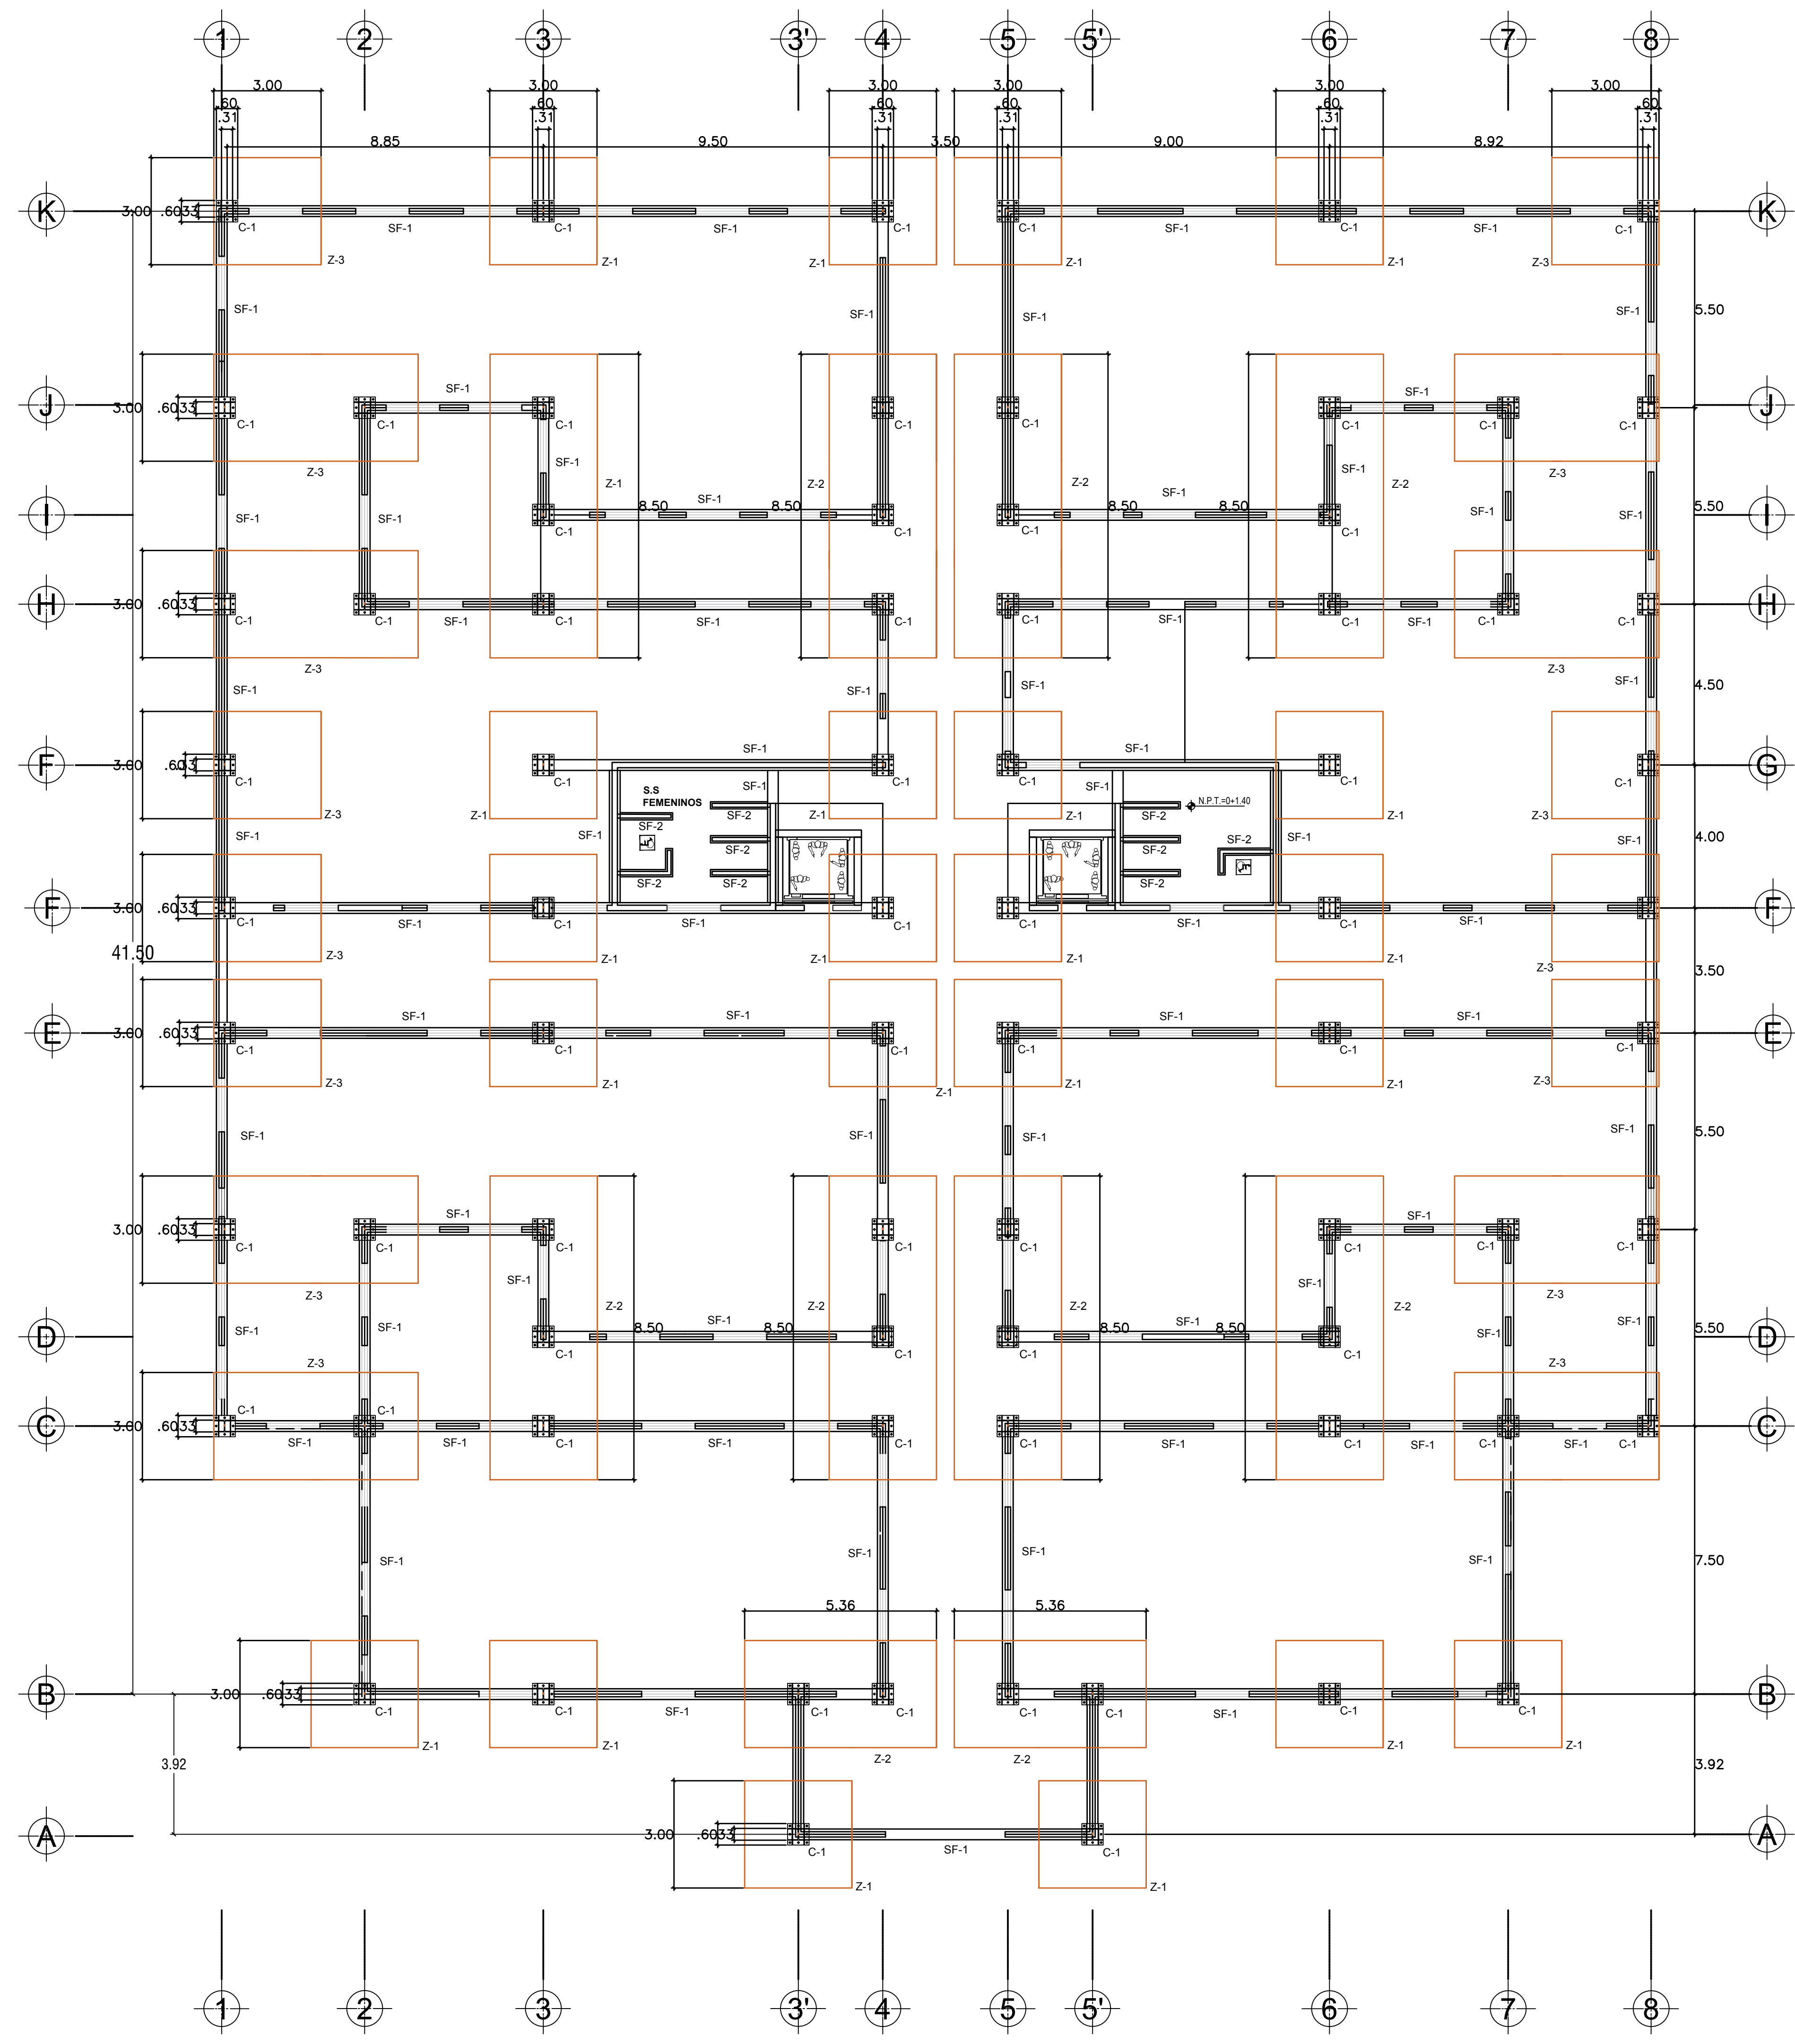 1 2 3 3' 4 5 5' 6 7 8
3.00 3.00 3.00 3.00 3.00 3.00
.60 .60 .60 .60 .60 .60
.31 .31 .31 .31 .31 .31
8.85 9.50 3.50 9.00 8.92
K 3.00 .6033 K
C-1 SF-1 C-1 SF-1 C-1 C-1 SF-1 C-1 SF-1 C-1
Z-3 Z-1 Z-1 Z-1 Z-1 Z-3
SF-1 SF-1 SF-1 SF-1 5.50
SF-1 SF-1
J 3.00 .6033 J
C-1 C-1 C-1 C-1 C-1 C-1 C-1 C-1
SF-1 SF-1
Z-3 Z-1 Z-2 Z-2 Z-2 Z-3
SF-1 SF-1
8.50 8.50 8.50 8.50 5.50
I SF-1 SF-1 SF-1 SF-1 I
C-1 C-1 C-1 C-1
H 3.00 .6033 H
C-1 SF-1 C-1 SF-1 C-1 C-1 SF-1 C-1 SF-1 C-1 C-1
Z-3 Z-3
SF-1 SF-1 SF-1 SF-1 4.50
SF-1 SF-1
F 3.00 .603 G
C-1 C-1 C-1 C-1 C-1 C-1
S.S SF-1 SF-1
FEMENINOS N.P.T.=0+1.40
Z-3 Z-1 SF-2 Z-1 Z-1 SF-2 Z-1 Z-3
SF-2
SF-1 SF-1 SF-2 SF-1 SF-1 4.00
SF-2 SF-2
SF-2 SF-2 SF-2
F 3.00 .6033 F
C-1 SF-1 C-1 SF-1 C-1 C-1 SF-1 C-1 SF-1 C-1
41.50
Z-3 Z-1 Z-1 Z-1 Z-1 Z-3 3.50
SF-1 SF-1 SF-1 SF-1
E 3.00 .6033 E
C-1 C-1 C-1 C-1 C-1 C-1
Z-3 Z-1 Z-1 Z-1 Z-1 Z-3
SF-1 SF-1 SF-1 SF-1 5.50
SF-1 SF-1
3.00 .6033
C-1 C-1 C-1 C-1 C-1 C-1 C-1 C-1
SF-1 SF-1
Z-3 Z-2 Z-2 Z-2 Z-2 Z-3
SF-1 SF-1
8.50 8.50 8.50 8.50
D SF-1 SF-1 SF-1 SF-1 5.50 D
C-1 C-1 C-1 C-1
Z-3 Z-3
C-1 C-1
C 3.00 .6033 C
SF-1 SF-1 C-1 SF-1 C-1 C-1 SF-1 C-1 SF-1 C-1 SF-1 C-1
SF-1 SF-1 SF-1 SF-1 7.50
5.36 5.36
B 3.00 .6033 B
C-1 C-1 SF-1 C-1 C-1 C-1 C-1 SF-1 C-1 C-1
Z-1 Z-1 Z-2 Z-2 Z-1 Z-1
3.92 3.92
A 3.00 .6033 A
C-1 SF-1 C-1
Z-1 Z-1
1 2 3 3' 4 5 5' 6 7 8